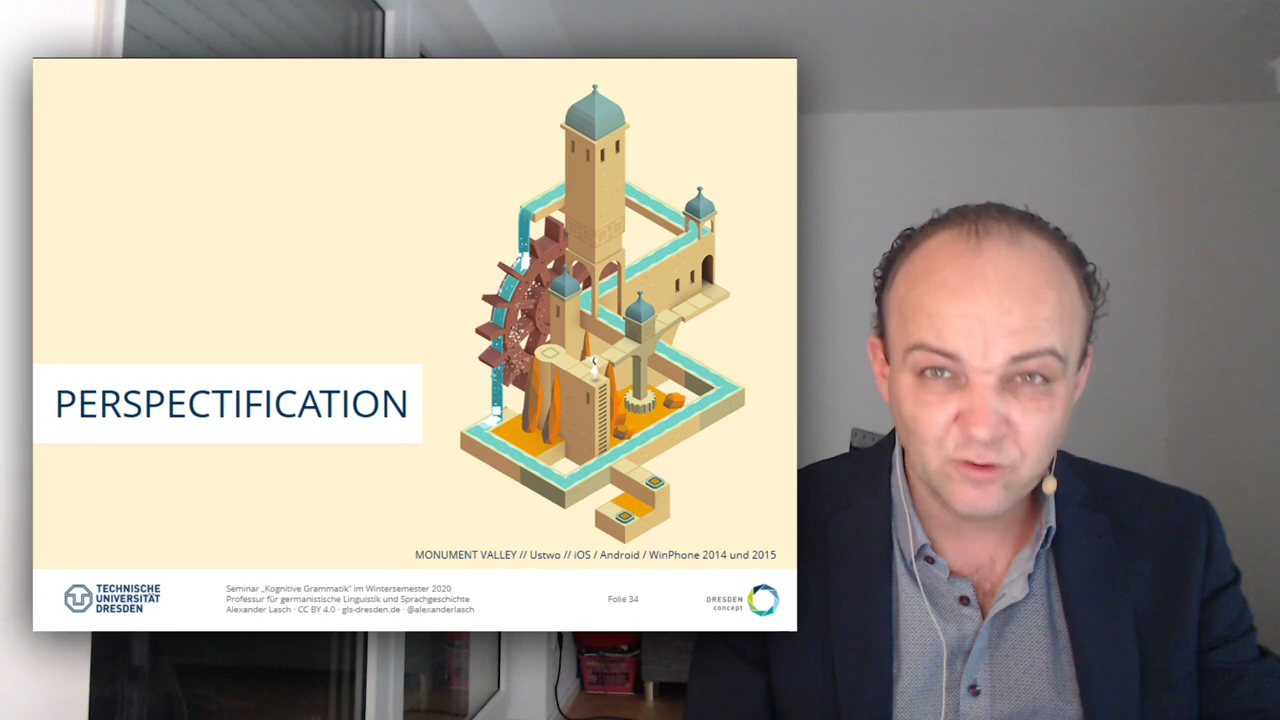 PERSPECTIFICATION
MONUMENT VALLEY // Ustwo // iOS / Android / WinPhone 2014 und 2015
TECHNISCHE
UNIVERSITÄT
DRESDEN
Seminar „Kognitive Grammatik" im Wintersemester 2020
Professur für germanistische Linguistik und Sprachgeschichte
Alexander Lasch · CC BY 4.0 · gls-dresden.de · @alexanderlasch
Folie 34
DRESDEN
concept